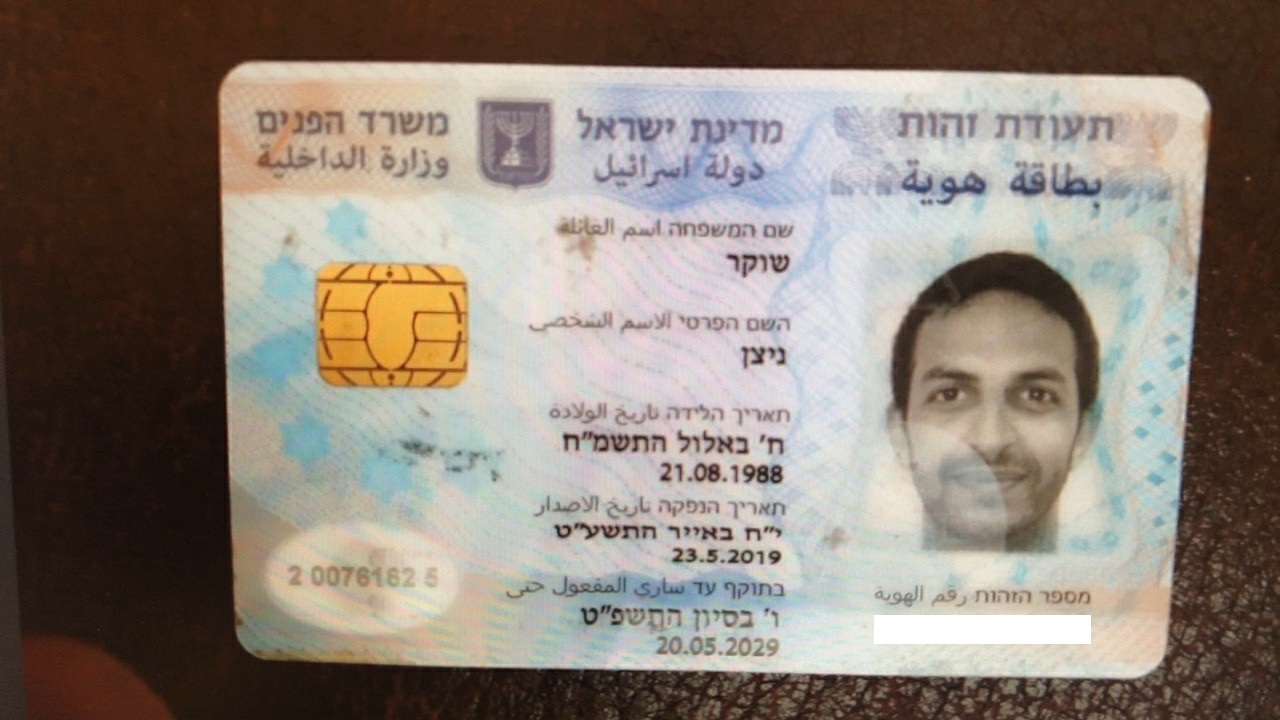 תעודת זהות
بطاقة هوية
מדינת ישראל
دولة اسرائيل
משרד הפנים
وزارة الداخلية
שם המשפחה اسم العائلة
שוקר
השם הפרטי الاسم الشخصي
ניצן
תאריך הלידה تاريخ الولادة
ח' באלול התשמ"ח
21.08.1988
תאריך הנפקה تاريخ الاصدار
י"ח באייר התשע"ט
23.5.2019
בתוקף עד ساري المفعول حتى
ו' בסיון התשפ"ט
20.05.2029
מספר הזהות رقم الهوية
2 0076162 5